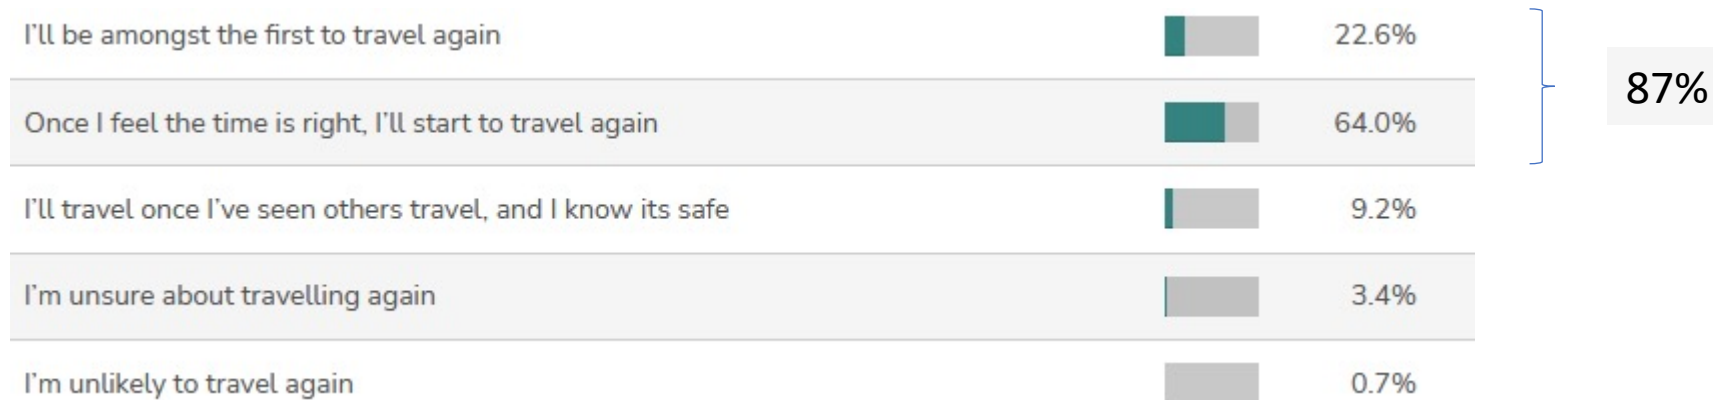 I’ll be amongst the first to travel again 22.6%
87%
Once I feel the time is right, I’ll start to travel again 64.0%
I’ll travel once I’ve seen others travel, and I know its safe 9.2%
I’m unsure about travelling again 3.4%
I’m unlikely to travel again 0.7%